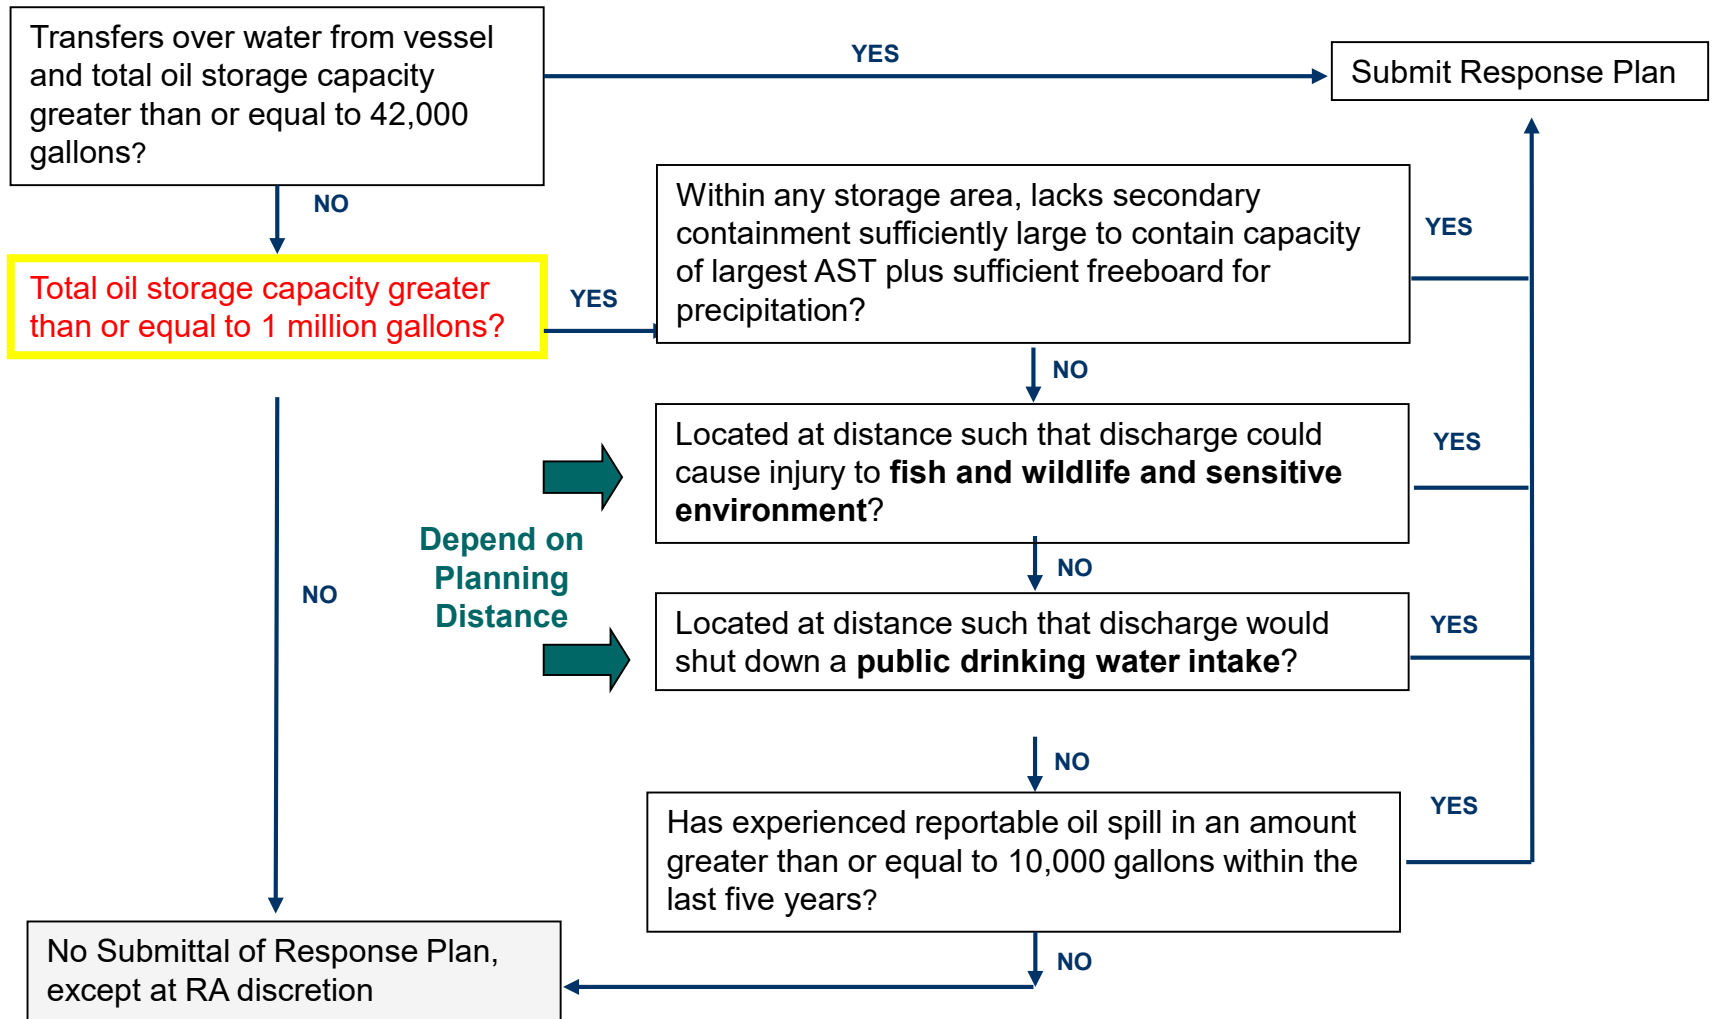 Transfers over water from vessel
and total oil storage capacity
greater than or equal to 42,000
gallons?
YES
Submit Response Plan
NO
Total oil storage capacity greater
than or equal to 1 million gallons?
YES
Within any storage area, lacks secondary
containment sufficiently large to contain capacity
of largest AST plus sufficient freeboard for
precipitation?
YES
NO
Located at distance such that discharge could
cause injury to fish and wildlife and sensitive
environment?
YES
Depend on
Planning
Distance
NO
NO
Located at distance such that discharge would
shut down a public drinking water intake?
YES
NO
Has experienced reportable oil spill in an amount
greater than or equal to 10,000 gallons within the
last five years?
YES
NO
No Submittal of Response Plan,
except at RA discretion